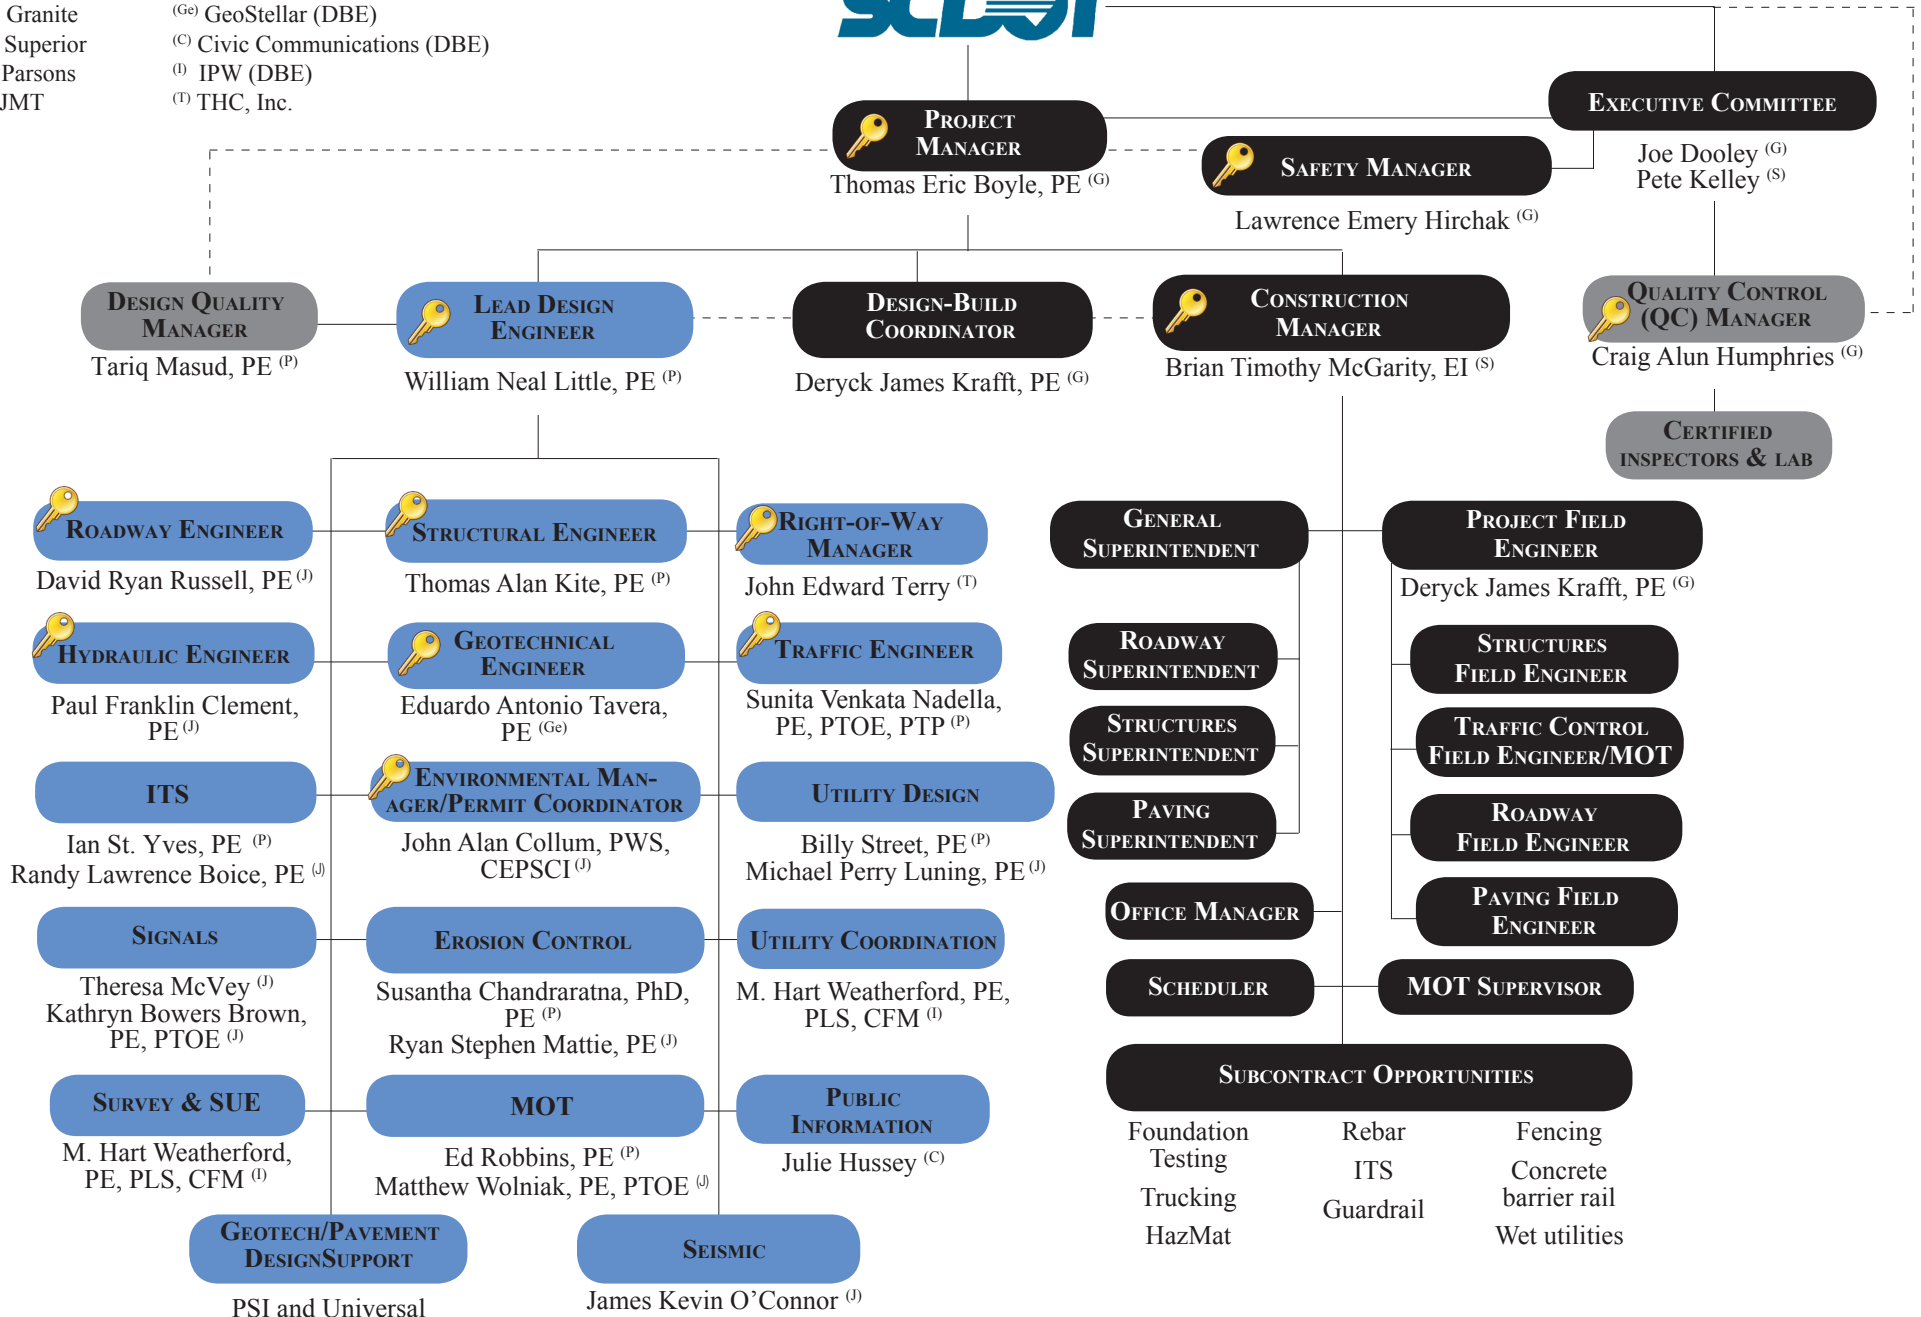 Granite
Superior
Parsons
JMT
(Ge) GeoStellar (DBE)
(C) Civic Communications (DBE)
(I) IPW (DBE)
(T) THC, Inc.
SCDOT
PROJECT
MANAGER
Thomas Eric Boyle, PE (G)
SAFETY MANAGER
Lawrence Emery Hirchak (G)
EXECUTIVE COMMITTEE
Joe Dooley (G)
Pete Kelley (S)
DESIGN QUALITY
MANAGER
Tariq Masud, PE (P)
LEAD DESIGN
ENGINEER
William Neal Little, PE (P)
DESIGN-BUILD
COORDINATOR
Deryck James Krafft, PE (G)
CONSTRUCTION
MANAGER
Brian Timothy McGarity, EI (S)
QUALITY CONTROL
(QC) MANAGER
Craig Alun Humphries (G)
CERTIFIED
INSPECTORS & LAB
ROADWAY ENGINEER
David Ryan Russell, PE (J)
STRUCTURAL ENGINEER
Thomas Alan Kite, PE (P)
RIGHT-OF-WAY
MANAGER
John Edward Terry (T)
HYDRAULIC ENGINEER
Paul Franklin Clement,
PE (J)
GEOTECHNICAL
ENGINEER
Eduardo Antonio Tavera,
PE (Ge)
TRAFFIC ENGINEER
Sunita Venkata Nadella,
PE, PTOE, PTP (P)
ITS
Ian St. Yves, PE (P)
Randy Lawrence Boice, PE (J)
ENVIRONMENTAL MAN-
AGER/PERMIT COORDINATOR
John Alan Collum, PWS,
CEPSCI (J)
UTILITY DESIGN
Billy Street, PE (P)
Michael Perry Luning, PE (J)
SIGNALS
Theresa McVey (J)
Kathryn Bowers Brown,
PE, PTOE (J)
EROSION CONTROL
Susantha Chandraratna, PhD,
PE (P)
Ryan Stephen Mattie, PE (J)
UTILITY COORDINATION
M. Hart Weatherford, PE,
PLS, CFM (I)
SURVEY & SUE
M. Hart Weatherford,
PE, PLS, CFM (I)
MOT
Ed Robbins, PE (P)
Matthew Wolniak, PE, PTOE (J)
PUBLIC
INFORMATION
Julie Hussey (C)
GEOTECH/PAVEMENT
DESIGNSUPPORT
PSI and Universal
SEISMIC
James Kevin O'Connor (J)
GENERAL
SUPERINTENDENT
PROJECT FIELD
ENGINEER
Deryck James Krafft, PE (G)
ROADWAY
SUPERINTENDENT
STRUCTURES
SUPERINTENDENT
PAVING
SUPERINTENDENT
STRUCTURES
FIELD ENGINEER
TRAFFIC CONTROL
FIELD ENGINEER/MOT
ROADWAY
FIELD ENGINEER
PAVING FIELD
ENGINEER
OFFICE MANAGER
SCHEDULER
MOT SUPERVISOR
SUBCONTRACT OPPORTUNITIES
Foundation
Testing
Trucking
HazMat
Rebar
ITS
Guardrail
Fencing
Concrete
barrier rail
Wet utilities